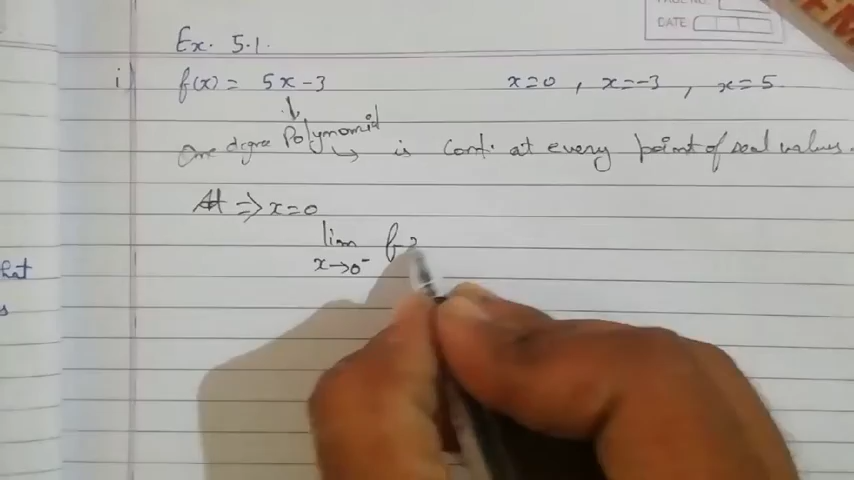 DATE
Ex. 5.1.
i) f(x) = 5x - 3 x=0 , x=-3 , x=5
↓
One degree Polynomial ↳ is Cont. at every point of real values.
At ⇒ x=0
lim f
x→0⁻
hat
s